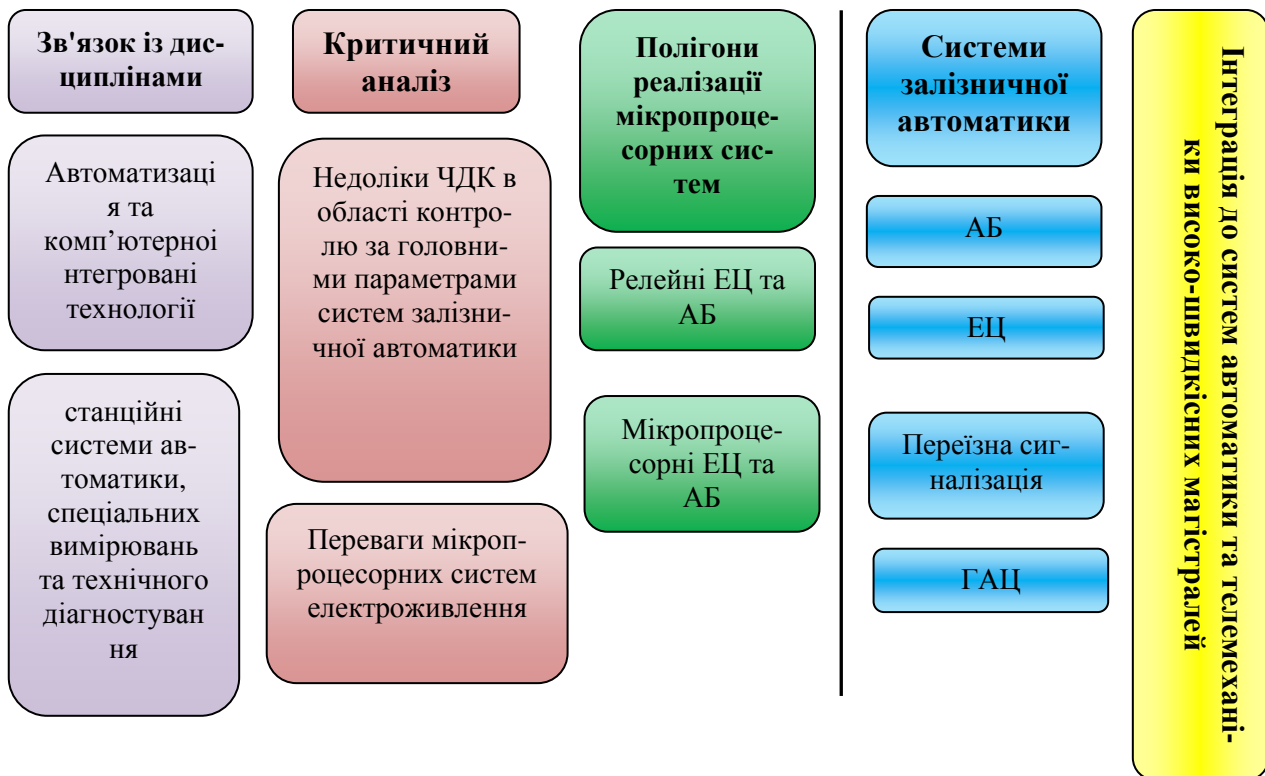 Зв'язок із дис-
циплінами
Автоматизаці
я та
комп’ютерноі
нтегровані
технології
станційні
системи ав-
томатики,
спеціальних
вимірювань
та технічного
діагностуван
ня
Критичний
аналіз
Недоліки ЧДК в
області контро-
лю за головни-
ми параметрами
систем залізни-
чної автоматики
Переваги мікроп-
роцесорних систем
електроживлення
Полігони
реалізації
мікропроце-
сорних сис-
тем
Релейні ЕЦ та
АБ
Мікропроце-
сорні ЕЦ та
АБ
Системи
залізничної
автоматики
АБ
ЕЦ
Переїзна сиг-
налізація
ГАЦ
Інтеграція до систем автоматики та телемехані-
ки високо-швидкісних магістралей